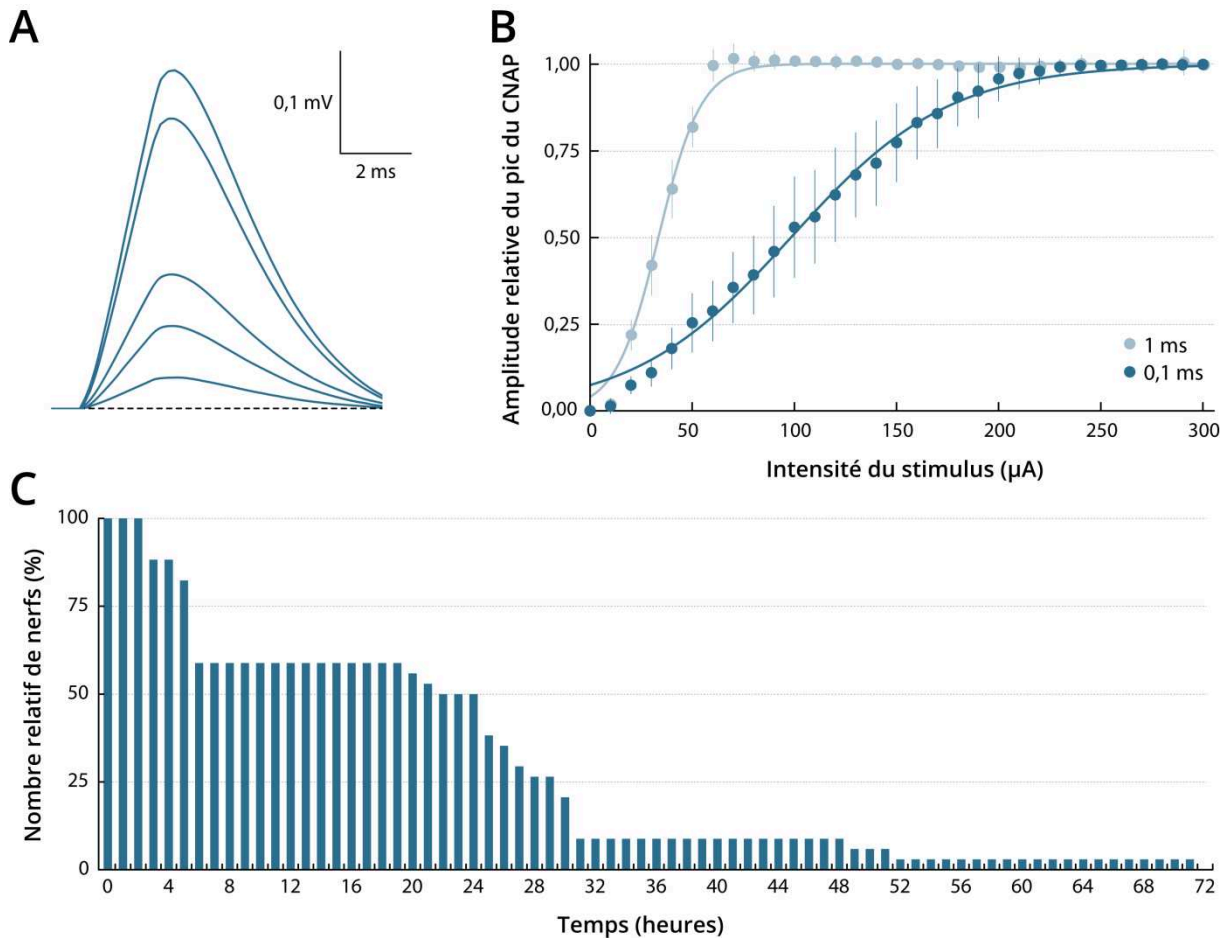 A
0,1 mV
2 ms
B
Amplitude relative du pic du CNAP
1,00
0,75
0,50
0,25
0,00
0 50 100 150 200 250 300
Intensité du stimulus (µA)
1 ms
0,1 ms
C
Nombre relatif de nerfs (%)
100
75
50
25
0
0 4 8 12 16 20 24 28 32 36 40 44 48 52 56 60 64 68 72
Temps (heures)